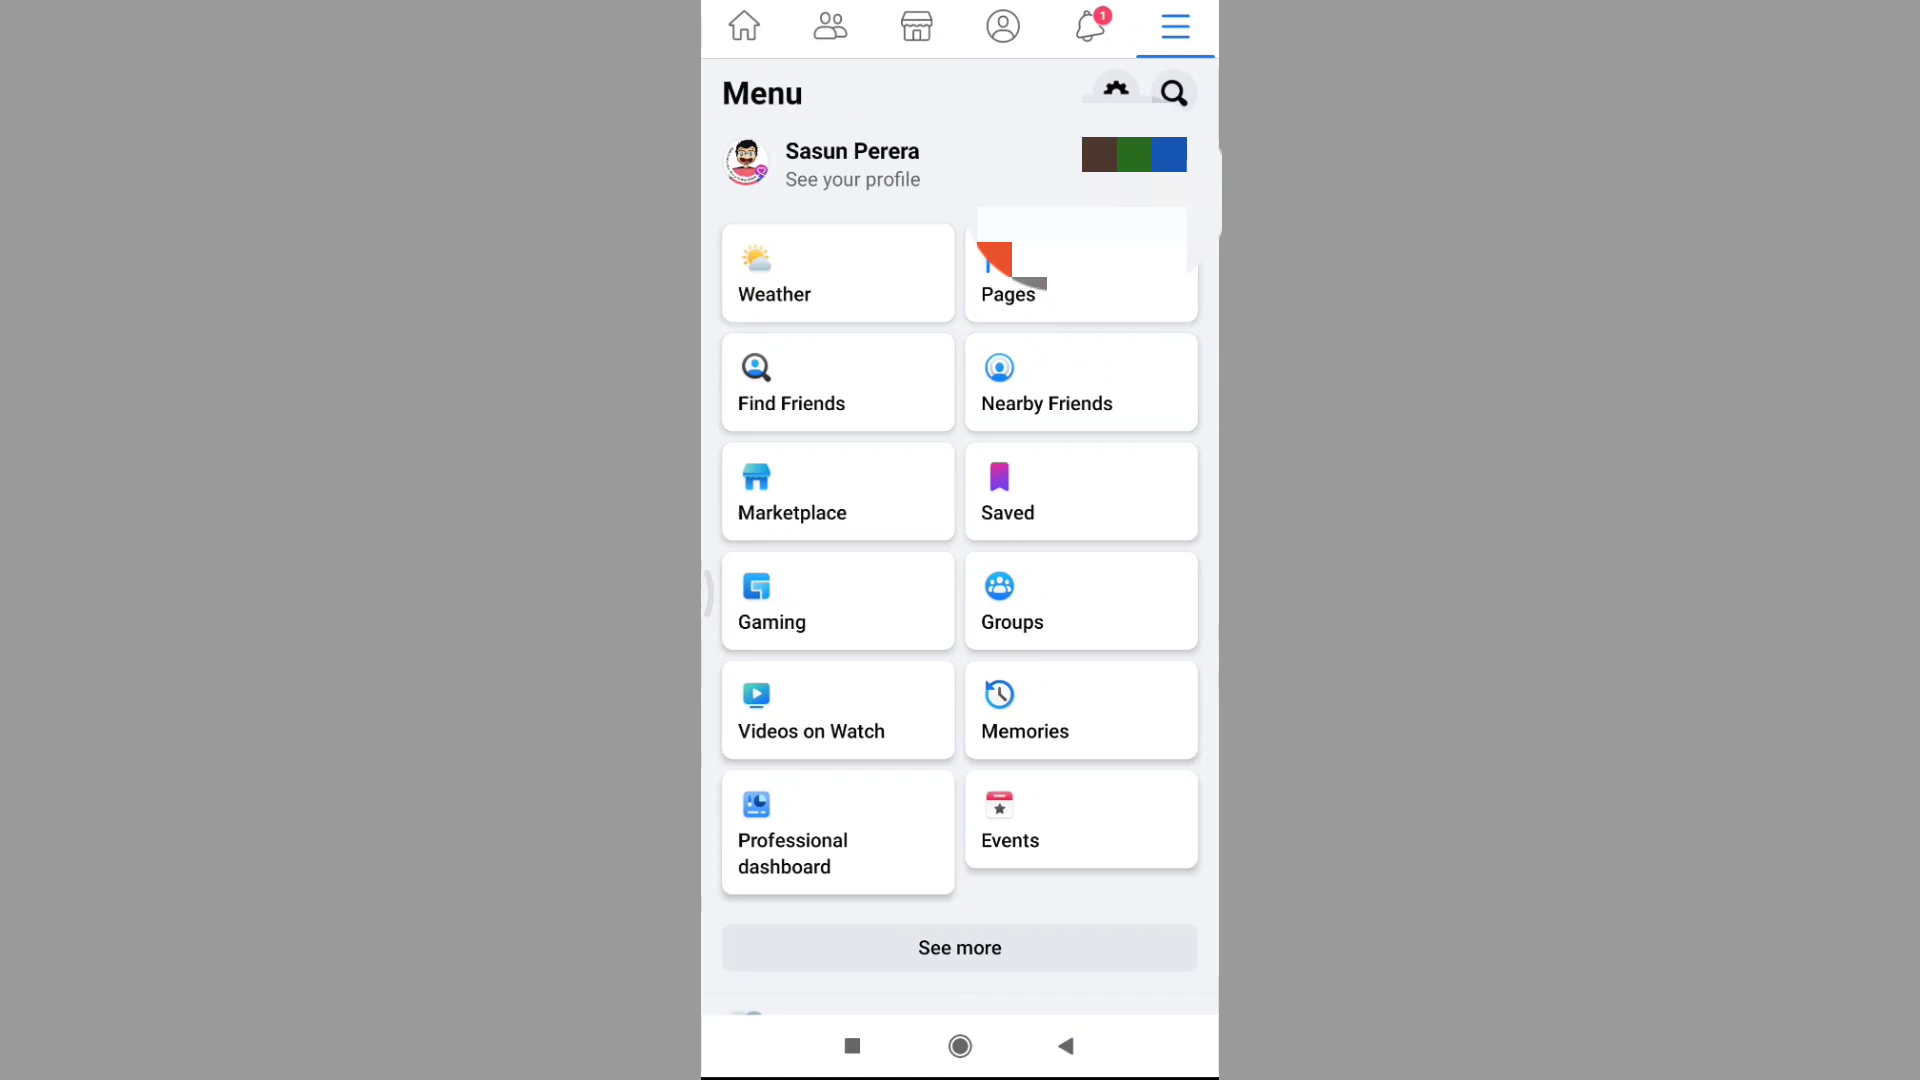 1
Menu
Sasun Perera
See your profile
Weather
Pages
Find Friends
Nearby Friends
Marketplace
Saved
Gaming
Groups
Videos on Watch
Memories
Professional
dashboard
Events
See more